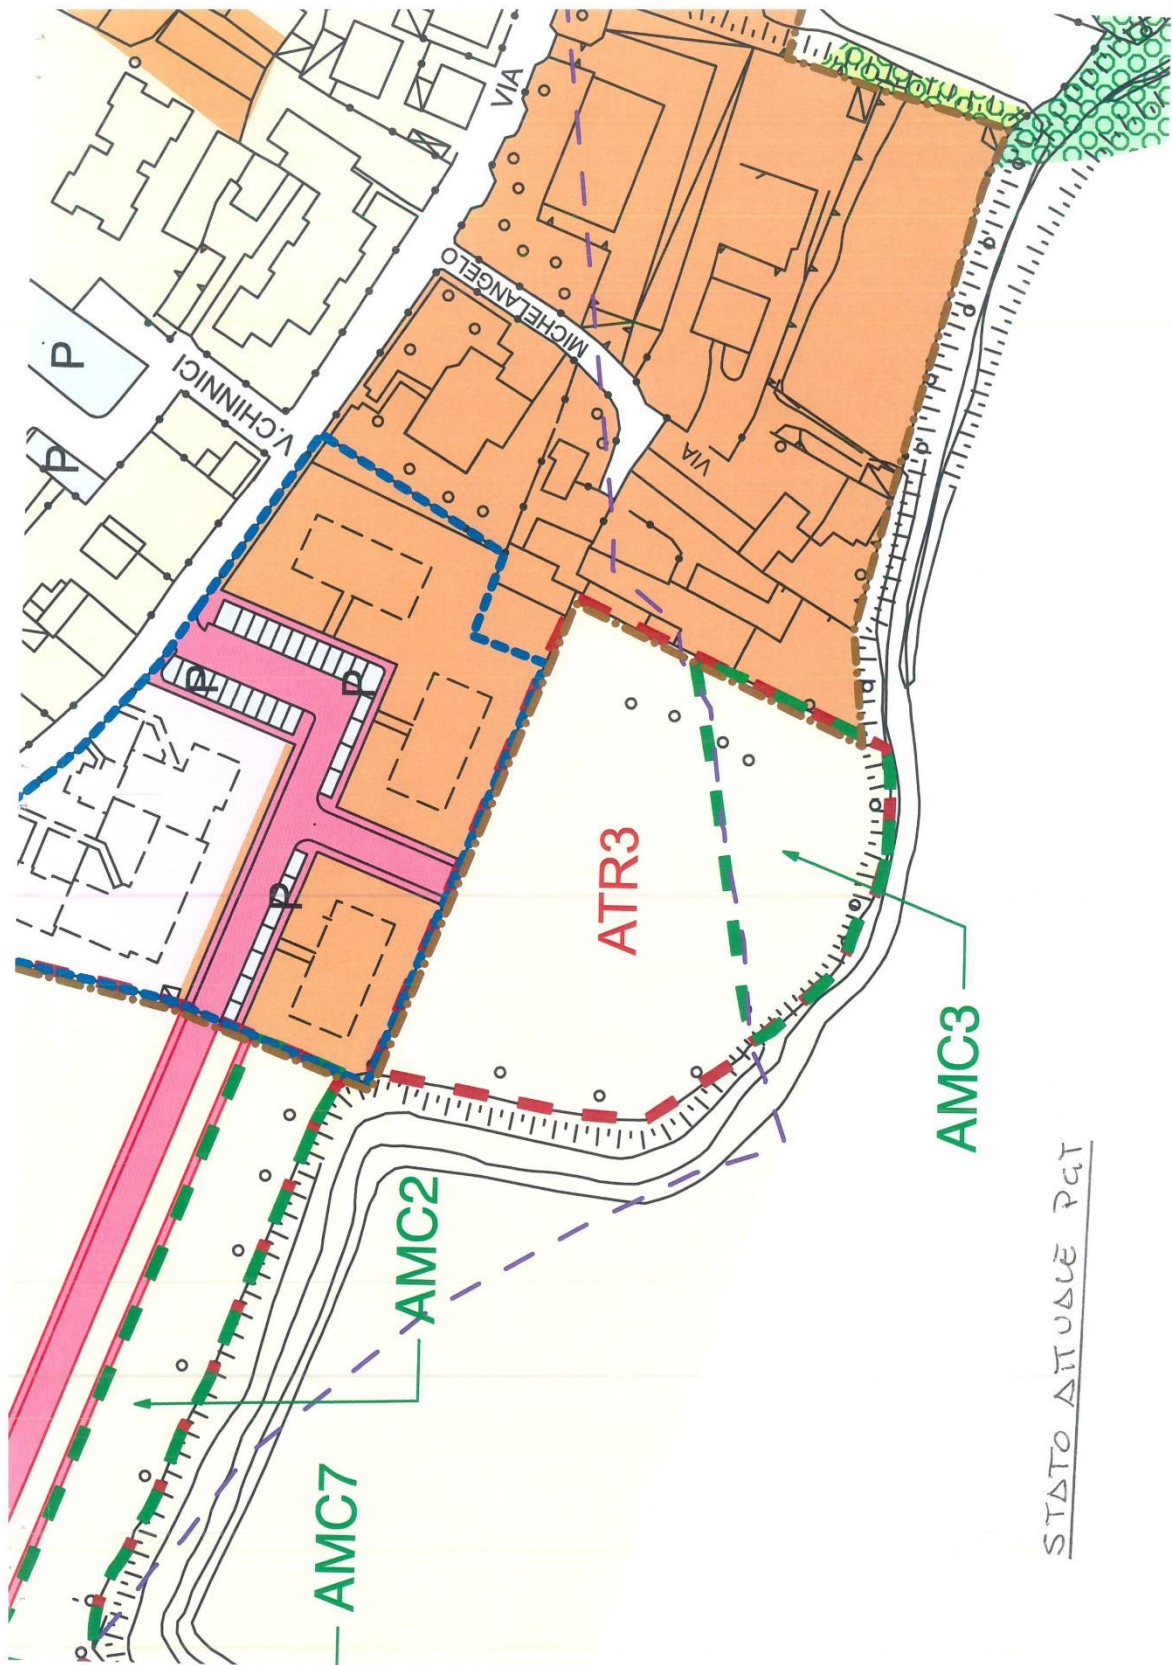 VIA
MICHELANGELO
V.CHINNICI
P
P
VIA
P
P
P
ATR3
AMC3
AMC2
AMC7
STATO ATTUALE PGT